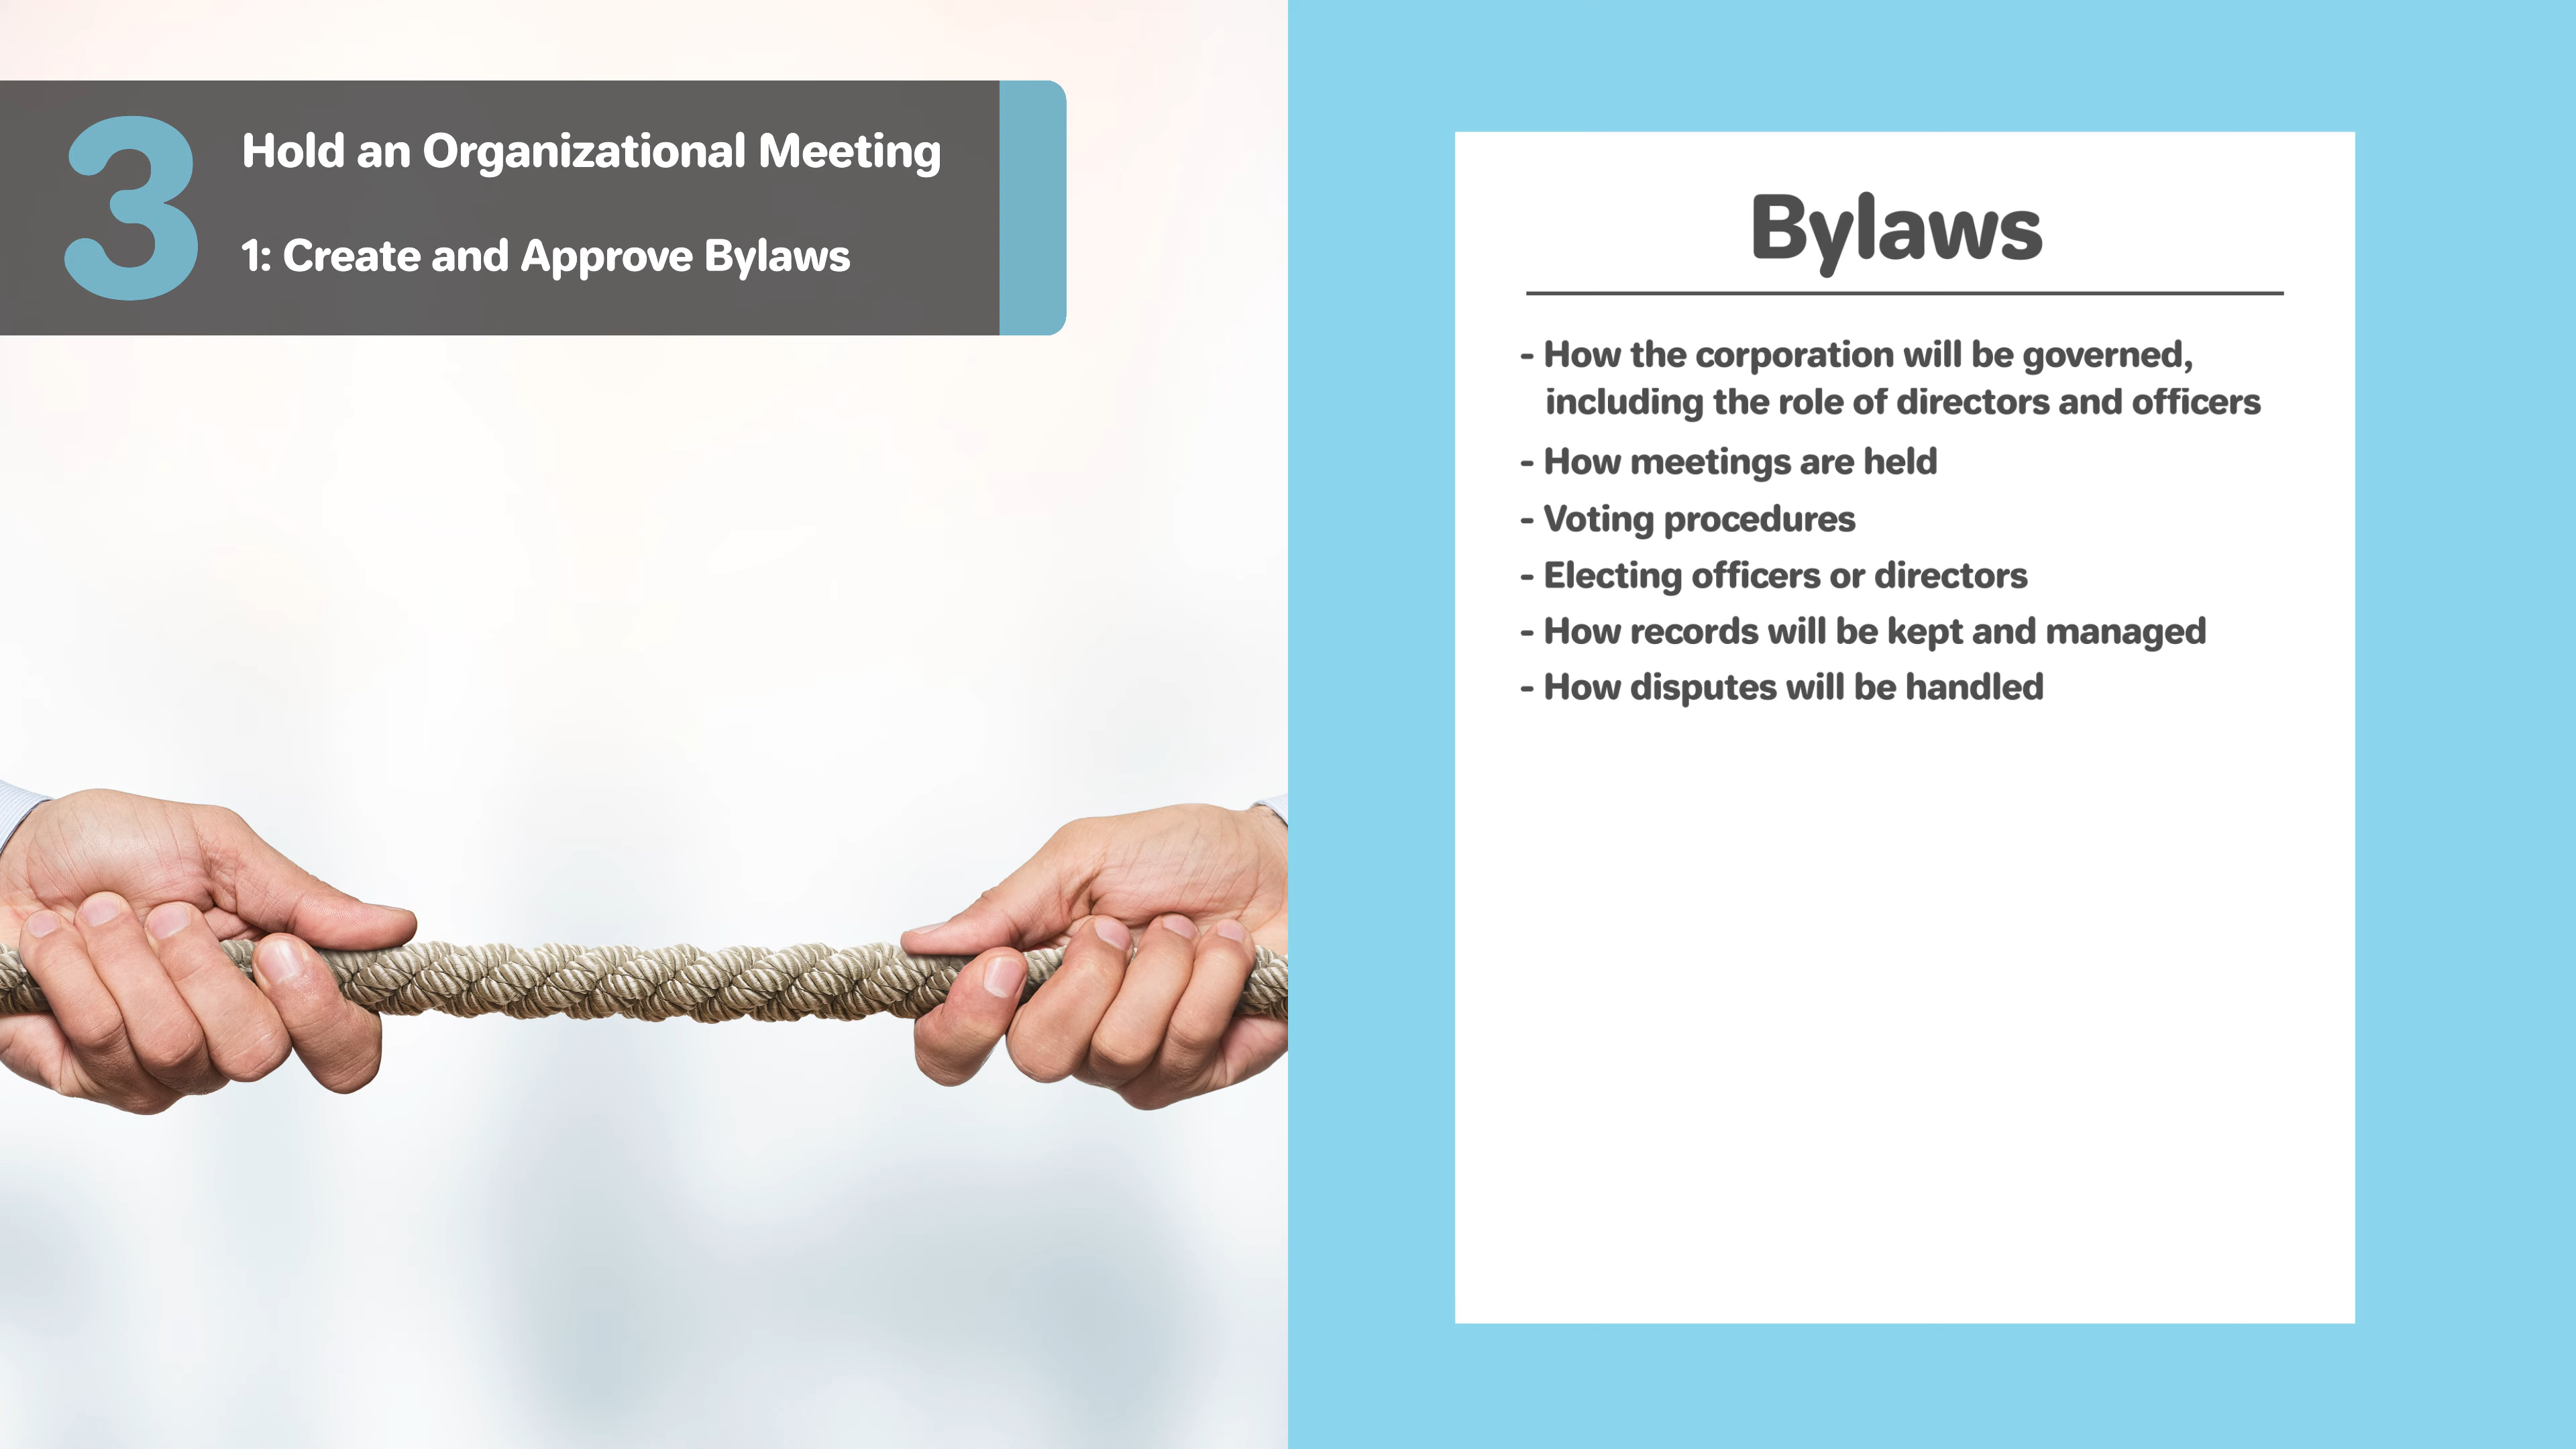 3
Hold an Organizational Meeting
1: Create and Approve Bylaws
Bylaws
- How the corporation will be governed,
including the role of directors and officers
- How meetings are held
- Voting procedures
- Electing officers or directors
- How records will be kept and managed
- How disputes will be handled